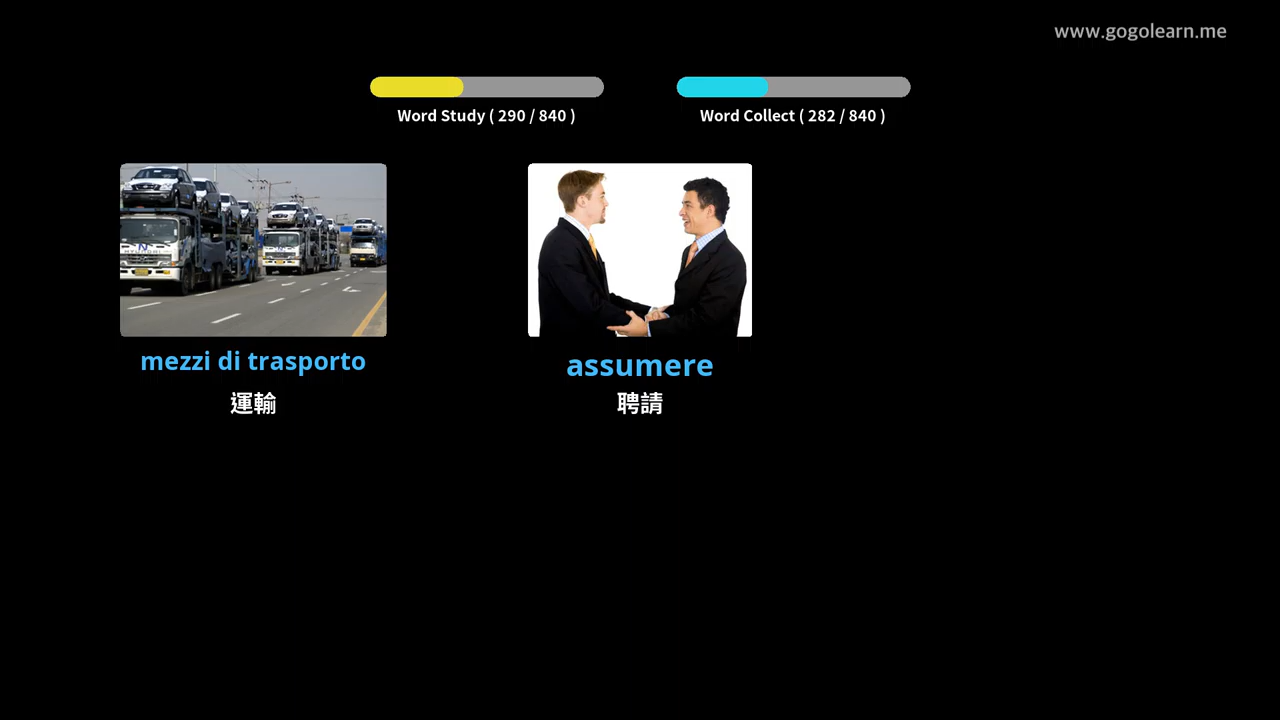 www.gogolearn.me
Word Study ( 290 / 840 )
Word Collect ( 282 / 840 )
mezzi di trasporto
assumere
運輸
聘請